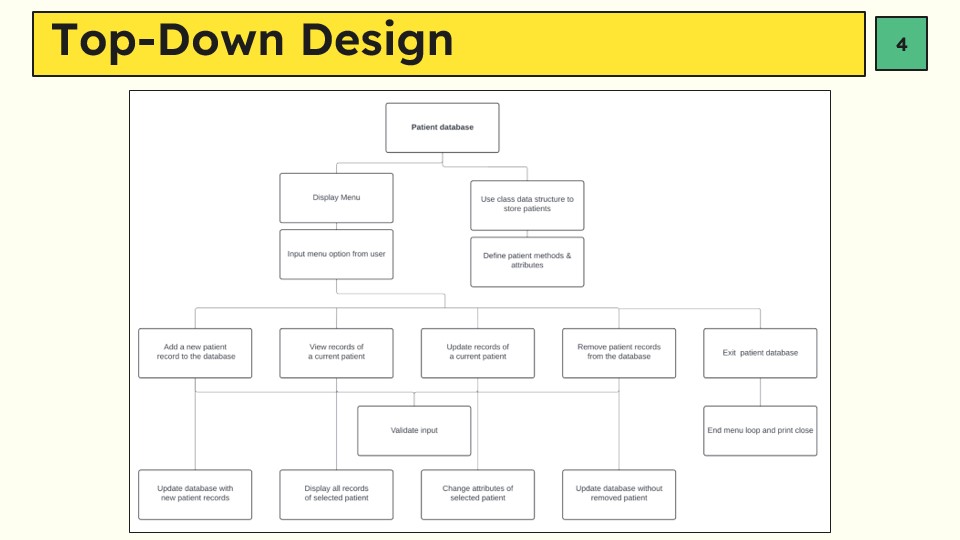 Top-Down Design
4
Patient database
Display Menu
Use class data structure to
store patients
Input menu option from user
Define patient methods &
attributes
Add a new patient
record to the database
View records of
a current patient
Update records of
a current patient
Remove patient records
from the database
Exit patient database
Validate input
End menu loop and print close
Update database with
new patient records
Display all records
of selected patient
Change attributes of
selected patient
Update database without
removed patient